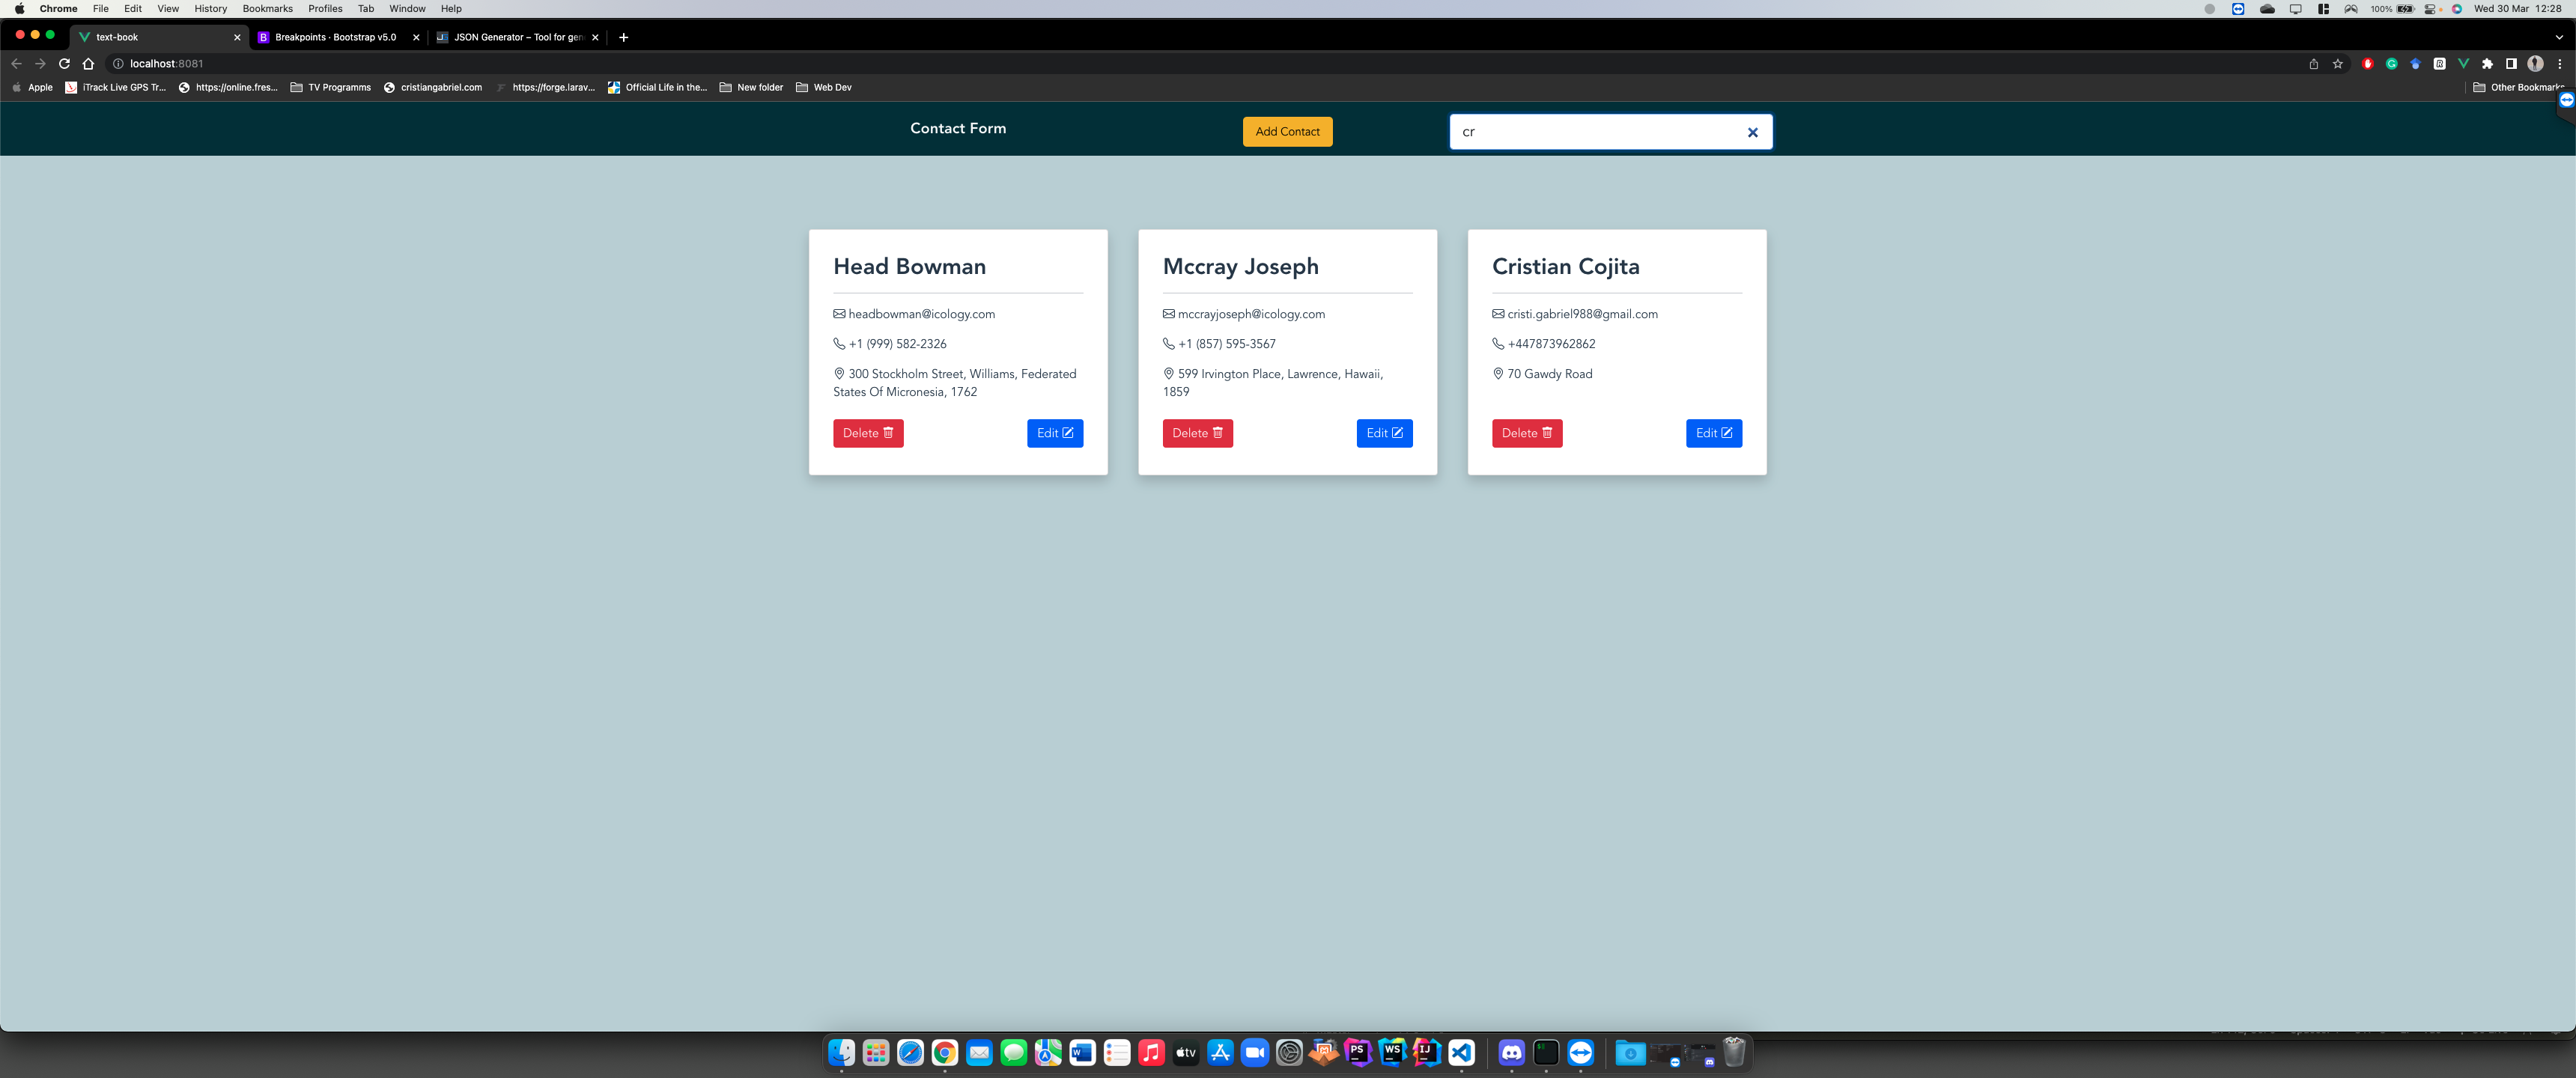 Chrome File Edit View History Bookmarks Profiles Tab Window Help 100% Wed 30 Mar 12:28
text-book Breakpoints · Bootstrap v5.0 JSON Generator – Tool for gen
localhost:8081
Apple iTrack Live GPS Tr... https://online.fres... TV Programms cristiangabriel.com https://forge.larav... Official Life in the... New folder Web Dev Other Bookmarks
Contact Form Add Contact cr
Head Bowman
headbowman@icology.com
+1 (999) 582-2326
300 Stockholm Street, Williams, Federated
States Of Micronesia, 1762
Delete Edit
Mccray Joseph
mccrayjoseph@icology.com
+1 (857) 595-3567
599 Irvington Place, Lawrence, Hawaii,
1859
Delete Edit
Cristian Cojita
cristi.gabriel988@gmail.com
+447873962862
70 Gawdy Road
Delete Edit
tv PS WS IJ